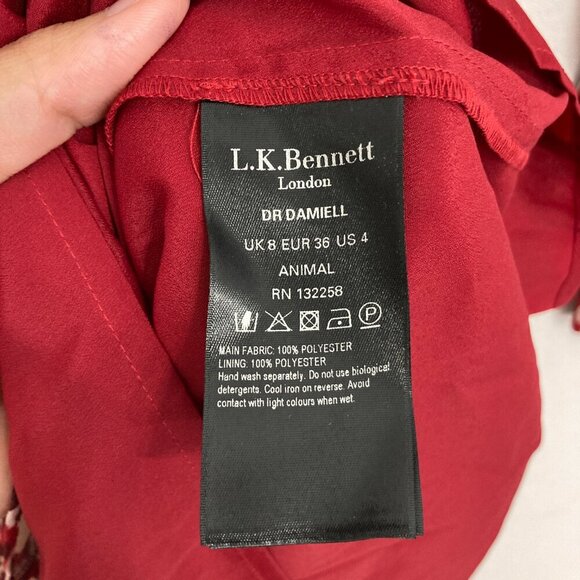 L.K.Bennett
London
DR DAMIELL
UK 8 EUR 36 US 4
ANIMAL
RN 132258
P
MAIN FABRIC: 100% POLYESTER
LINING: 100% POLYESTER
Hand wash separately. Do not use biological
detergents. Cool iron on reverse. Avoid
contact with light colours when wet.